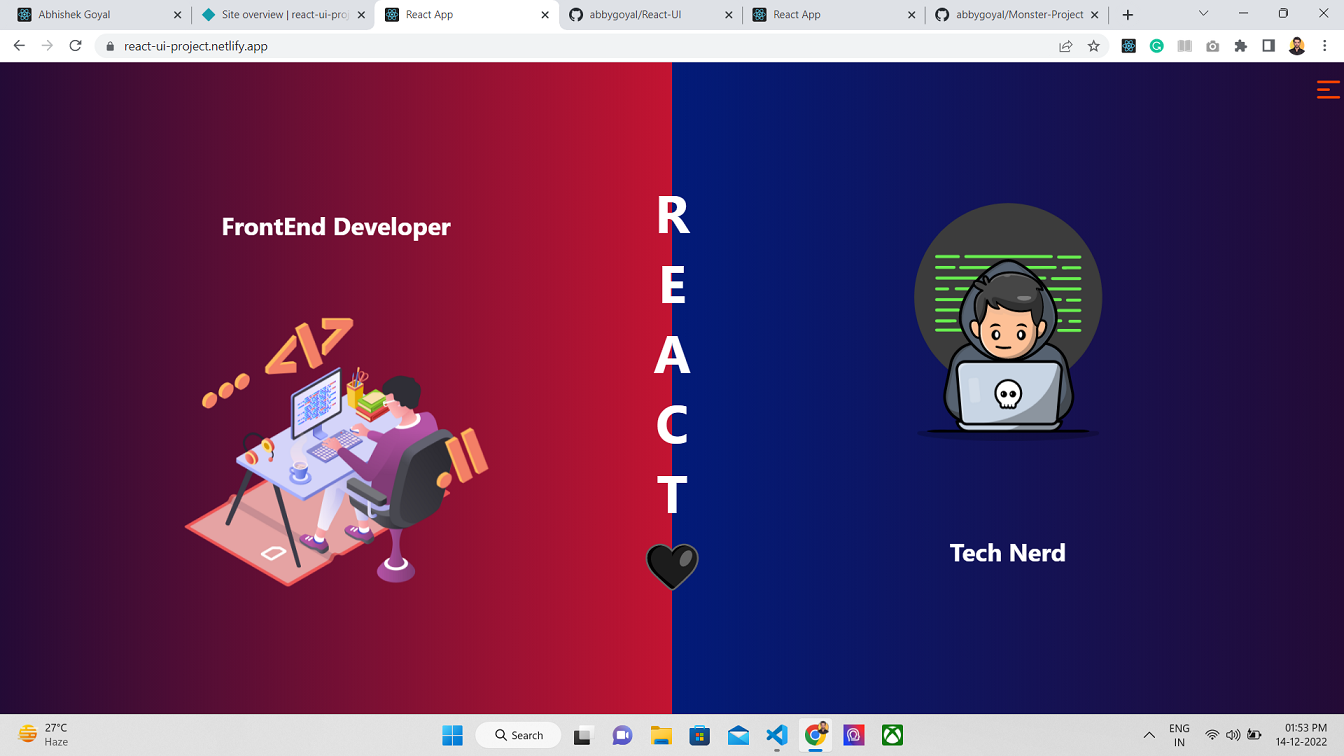 Abhishek Goyal
Site overview | react-ui-proj
React App
abbygoyal/React-UI
React App
abbygoyal/Monster-Project
react-ui-project.netlify.app
FrontEnd Developer
R
E
A
C
T
Tech Nerd
27°C
Haze
Search
ENG
IN
01:53 PM
14-12-2022